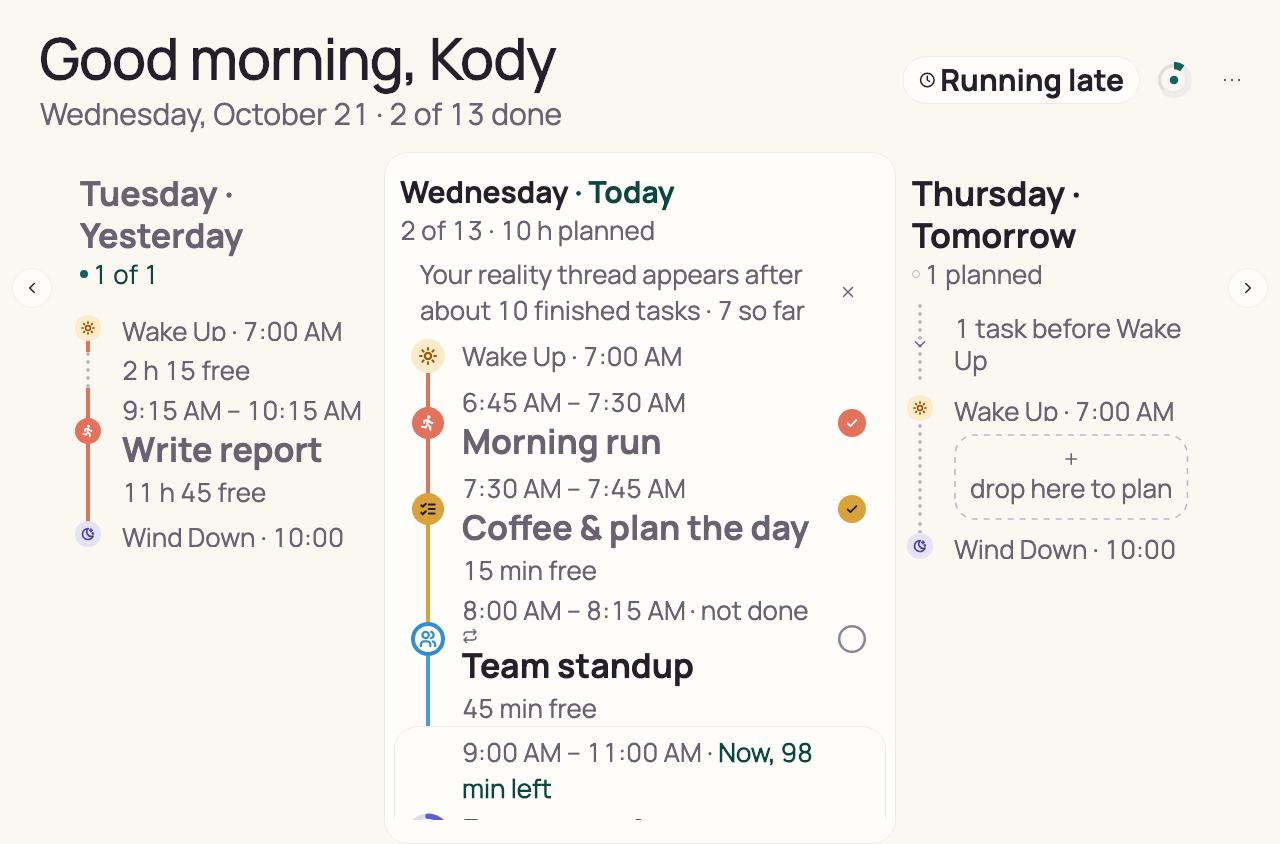 Good morning, Kody
Wednesday, October 21 · 2 of 13 done
Running late
Tuesday ·
Yesterday
1 of 1
Wake Up · 7:00 AM
2 h 15 free
9:15 AM – 10:15 AM
Write report
11 h 45 free
Wind Down · 10:00
Wednesday · Today
2 of 13 · 10 h planned
Your reality thread appears after
about 10 finished tasks · 7 so far
Wake Up · 7:00 AM
6:45 AM – 7:30 AM
Morning run
7:30 AM – 7:45 AM
Coffee & plan the day
15 min free
8:00 AM – 8:15 AM · not done
Team standup
45 min free
9:00 AM – 11:00 AM · Now, 98
min left
Thursday ·
Tomorrow
1 planned
1 task before Wake
Up
Wake Up · 7:00 AM
+
drop here to plan
Wind Down · 10:00